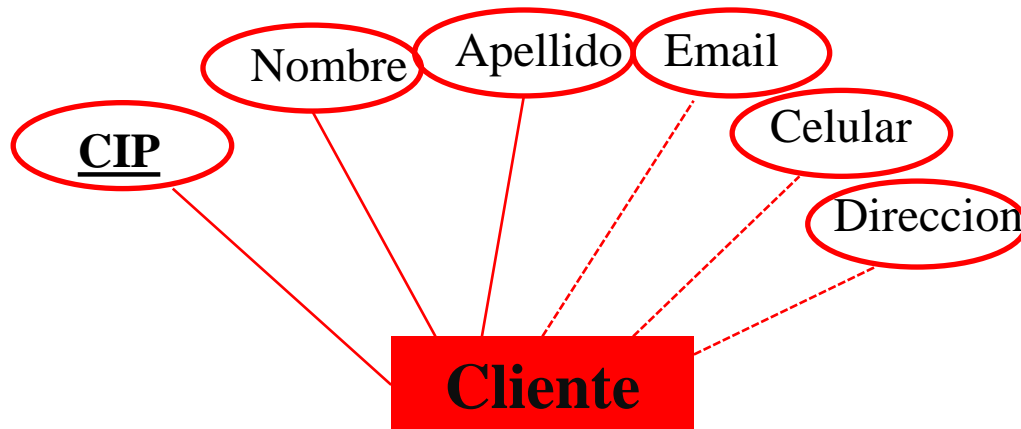 CIP
Nombre
Apellido
Email
Celular
Direccion
Cliente